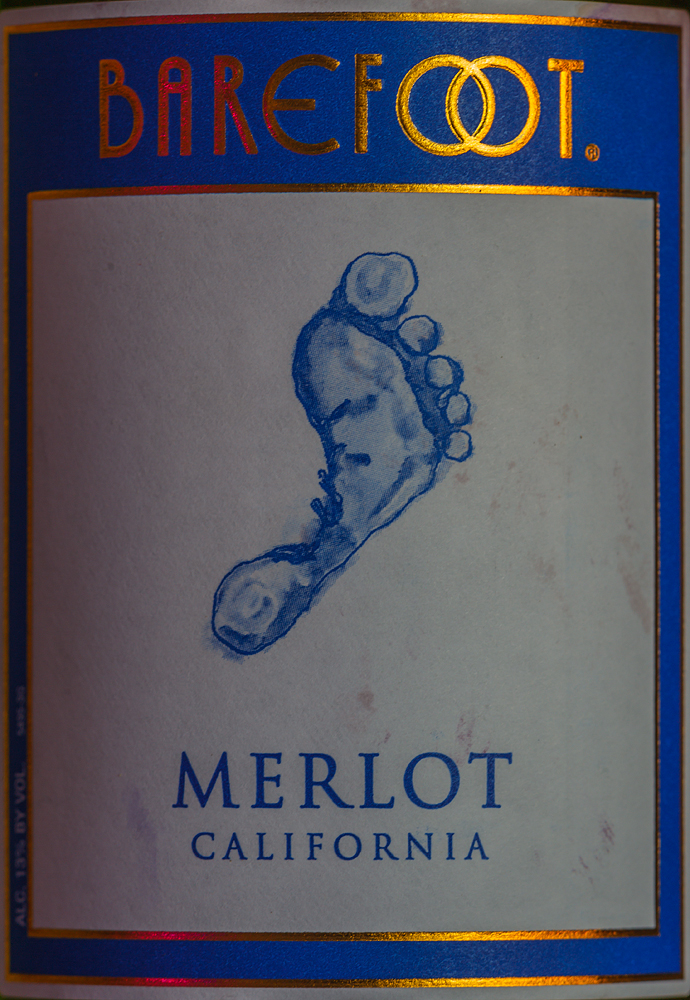 BAREFOOT®
MERLOT
CALIFORNIA
ALC. 13% BY VOL.